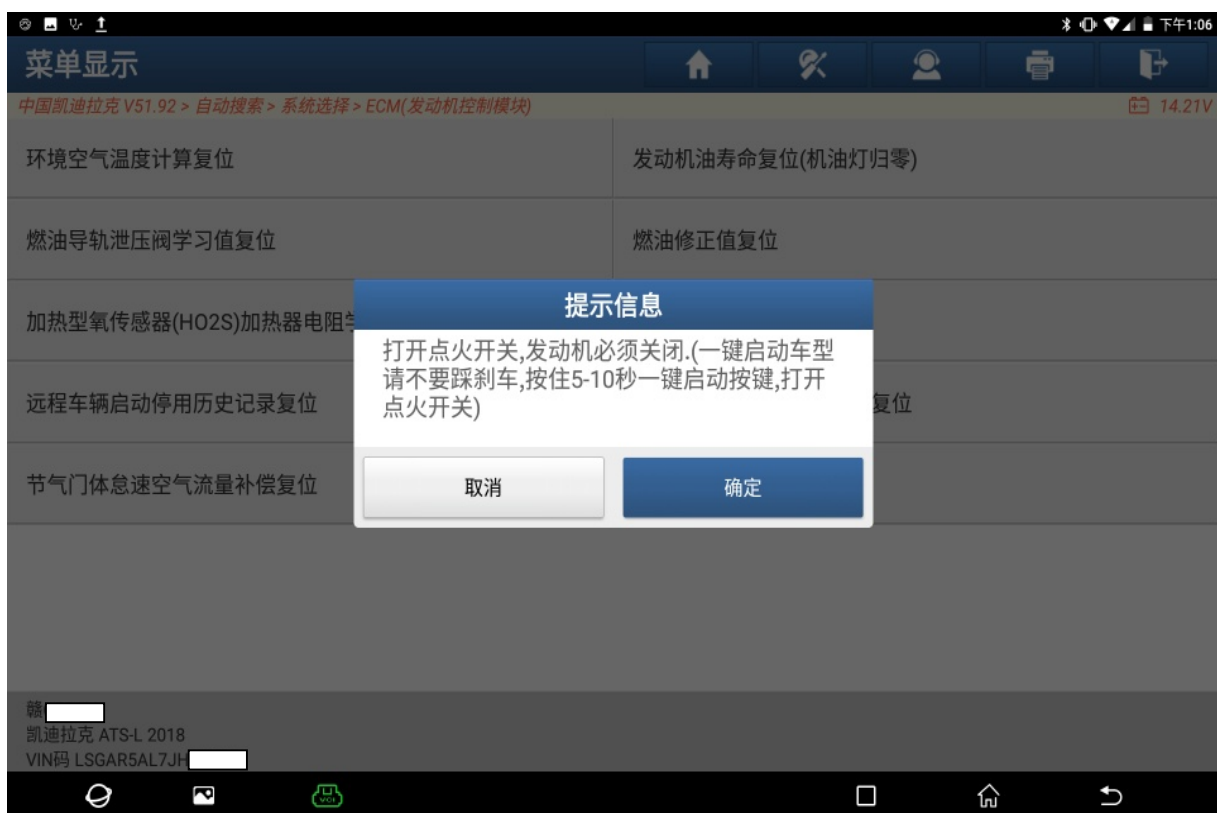 下午1:06
菜单显示
中国凯迪拉克 V51.92 > 自动搜索 > 系统选择 > ECM(发动机控制模块)
14.21V
环境空气温度计算复位
发动机油寿命复位(机油灯归零)
燃油导轨泄压阀学习值复位
燃油修正值复位
提示信息
加热型氧传感器(HO2S)加热器电阻
打开点火开关,发动机必须关闭.(一键启动车型
请不要踩刹车,按住5-10秒一键启动按键,打开
点火开关)
远程车辆启动停用历史记录复位
复位
节气门体怠速空气流量补偿复位
取消
确定
赣
凯迪拉克 ATS-L 2018
VIN码 LSGAR5AL7JH
VCI